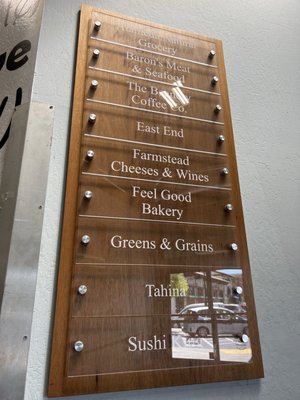 Natural
Grocery
Baron's Meat
& Seafood
The
Coffee Co.
East End
Farmstead
Cheeses & Wines
Feel Good
Bakery
Greens & Grains
Tahina
Sushi